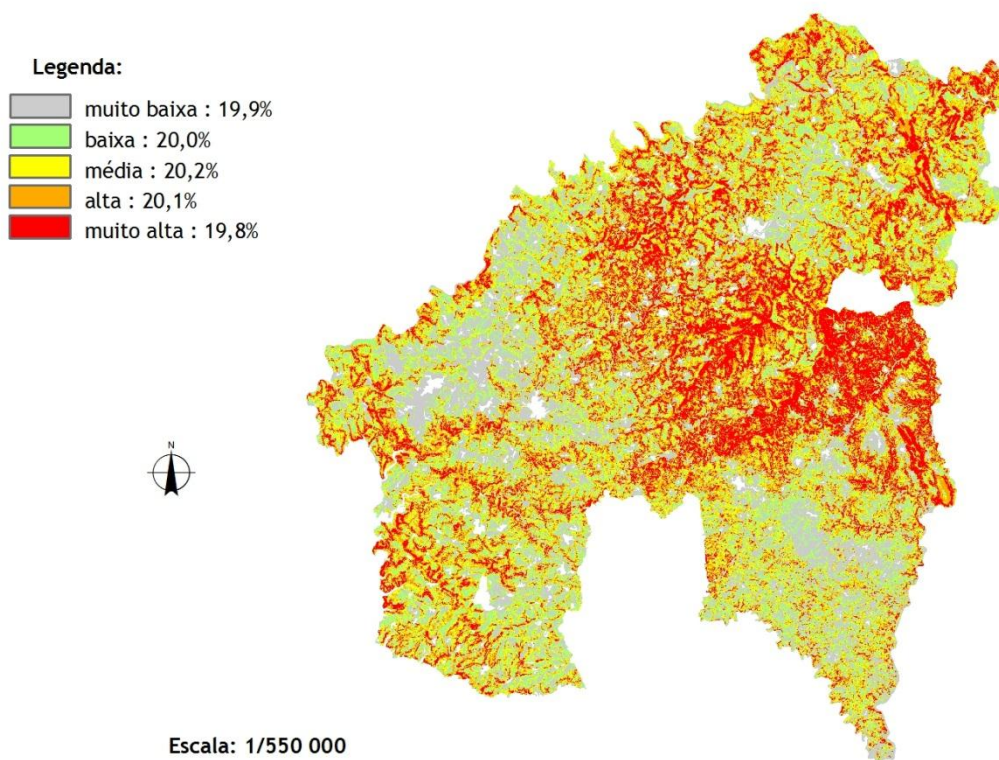 Legenda:
muito baixa : 19,9%
baixa : 20,0%
média : 20,2%
alta : 20,1%
muito alta : 19,8%
N
Escala: 1/550 000